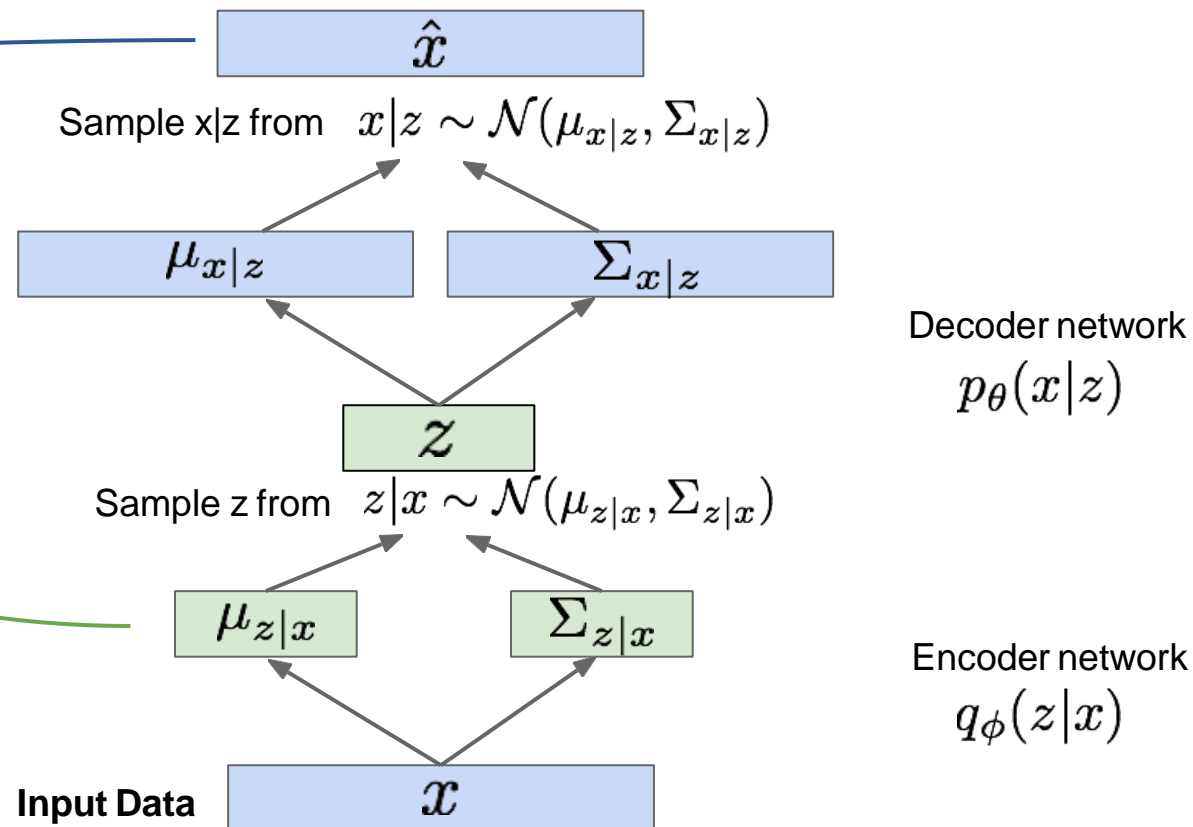 x̂
Sample x|z from x|z ∼ 𝒩(μ_{x|z}, Σ_{x|z})
μ_{x|z} Σ_{x|z}
Decoder network
p_θ(x|z)
z
Sample z from z|x ∼ 𝒩(μ_{z|x}, Σ_{z|x})
μ_{z|x} Σ_{z|x}
Encoder network
q_ϕ(z|x)
Input Data x